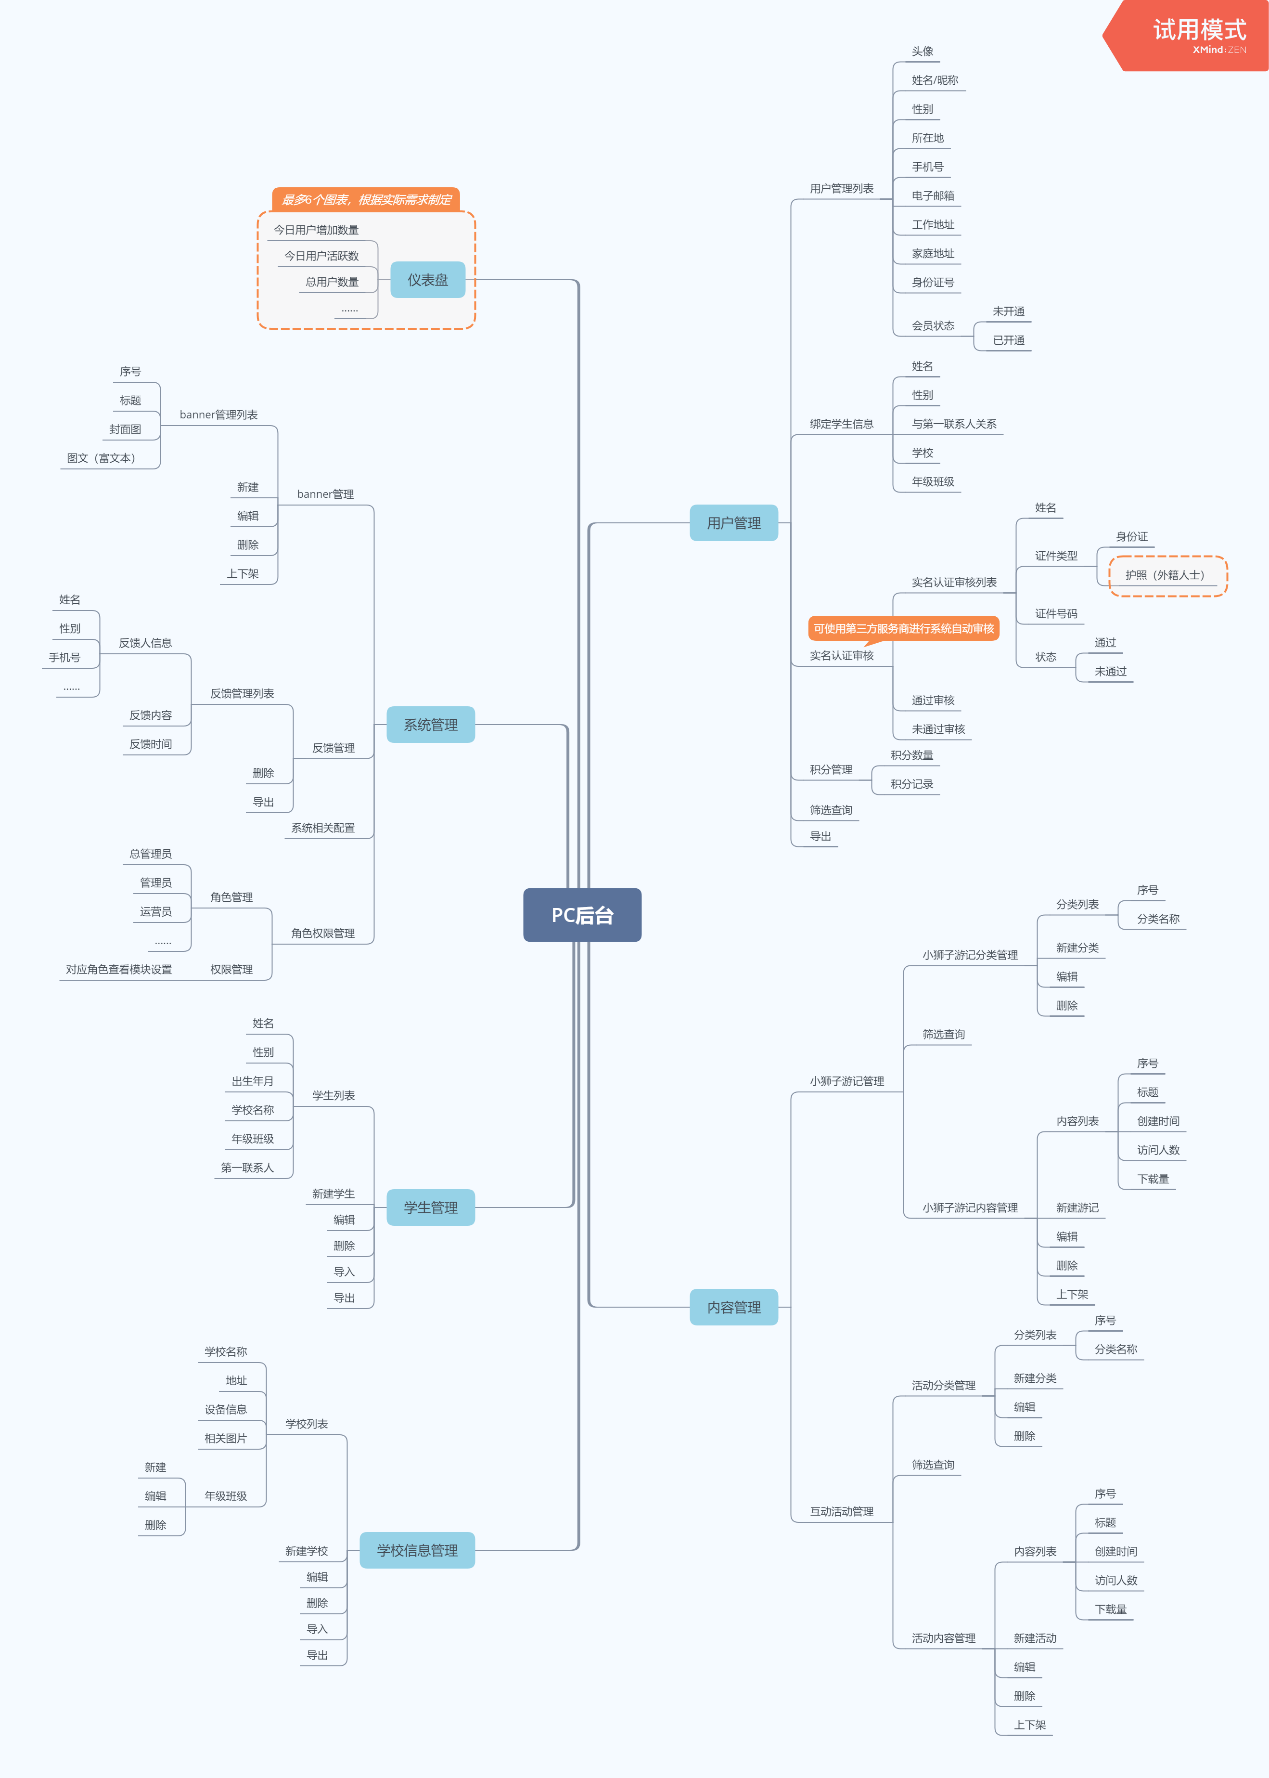 试用模式
XMind:ZEN
PC后台
用户管理
用户管理列表
头像
姓名/昵称
性别
所在地
手机号
电子邮箱
工作地址
家庭地址
身份证号
会员状态
未开通
已开通
绑定学生信息
姓名
性别
与第一联系人关系
学校
年级班级
可使用第三方服务商进行系统自动审核
实名认证审核
实名认证审核列表
姓名
证件类型
身份证
护照（外籍人士）
证件号码
状态
通过
未通过
通过审核
未通过审核
积分管理
积分数量
积分记录
筛选查询
导出
内容管理
小狮子游记管理
小狮子游记分类管理
分类列表
序号
分类名称
新建分类
编辑
删除
筛选查询
小狮子游记内容管理
内容列表
序号
标题
创建时间
访问人数
下载量
新建游记
编辑
删除
上下架
互动活动管理
活动分类管理
分类列表
序号
分类名称
新建分类
编辑
删除
筛选查询
活动内容管理
内容列表
序号
标题
创建时间
访问人数
下载量
新建活动
编辑
删除
上下架
最多6个图表，根据实际需求制定
仪表盘
今日用户增加数量
今日用户活跃数
总用户数量
......
系统管理
banner管理
banner管理列表
序号
标题
封面图
图文（富文本）
新建
编辑
删除
上下架
反馈管理
反馈管理列表
反馈人信息
姓名
性别
手机号
......
反馈内容
反馈时间
删除
导出
系统相关配置
角色权限管理
角色管理
总管理员
管理员
运营员
......
权限管理
对应角色查看模块设置
学生管理
学生列表
姓名
性别
出生年月
学校名称
年级班级
第一联系人
新建学生
编辑
删除
导入
导出
学校信息管理
学校列表
学校名称
地址
设备信息
相关图片
年级班级
新建
编辑
删除
新建学校
编辑
删除
导入
导出